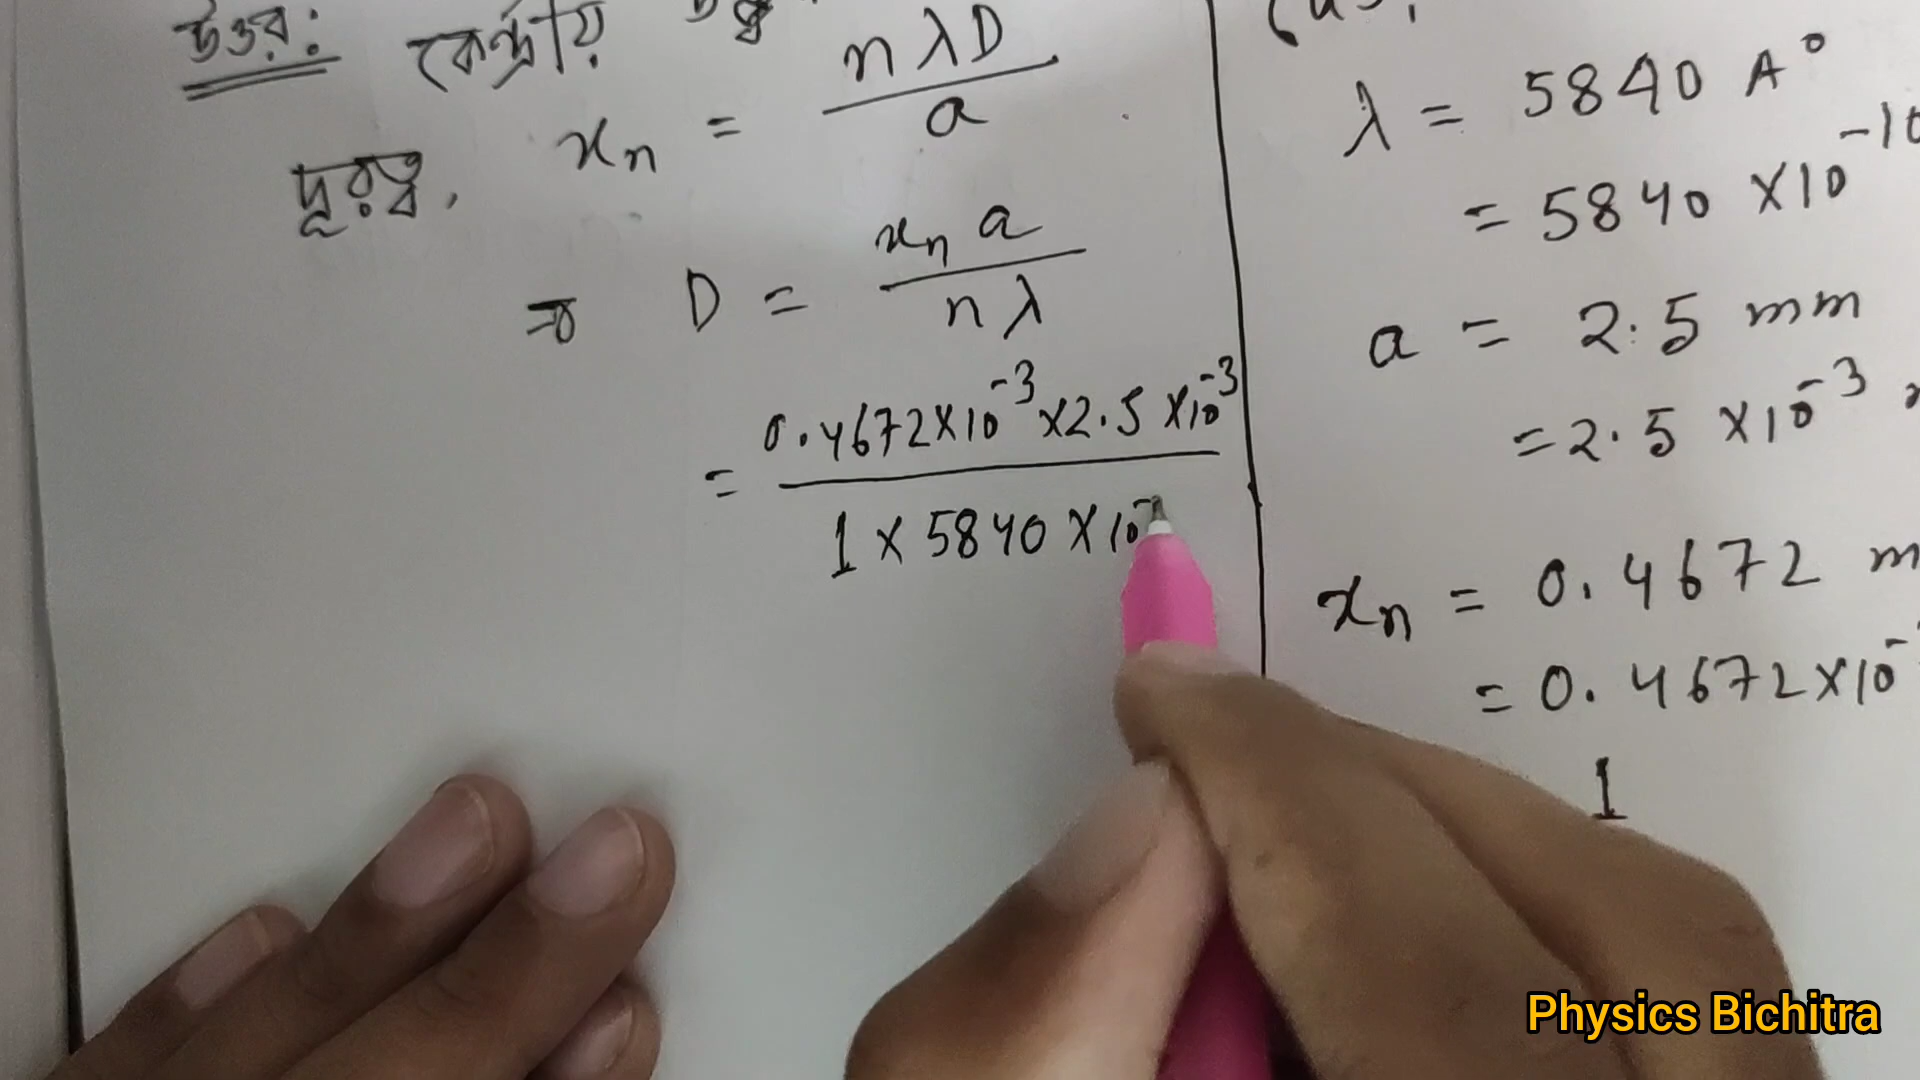 উত্তর: কেন্দ্রীয়
দূরত্ব, xₙ = nλD / a
⇒ D = xₙ a / nλ
= 0.4672×10⁻³ ×2.5 ×10⁻³ / 1 × 5840 ×10⁻
λ = 5840 A°
= 5840 ×10⁻¹⁰
a = 2.5 mm
= 2.5 ×10⁻³
xₙ = 0.4672 m
= 0.4672×10⁻
1
Physics Bichitra